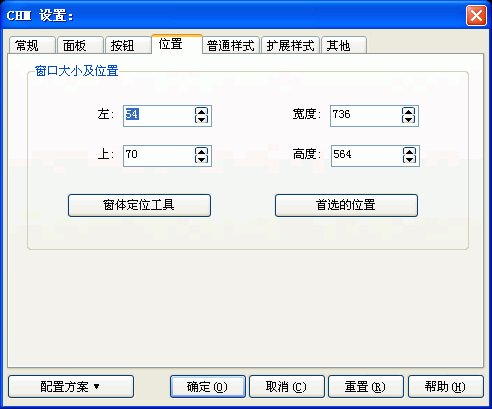 CHM 设置:
常规 面板 按钮 位置 普通样式 扩展样式 其他
窗口大小及位置
左: 54 宽度: 736
上: 70 高度: 564
窗体定位工具 首选的位置
配置方案 ▼ 确定(O) 取消(C) 重置(R) 帮助(H)